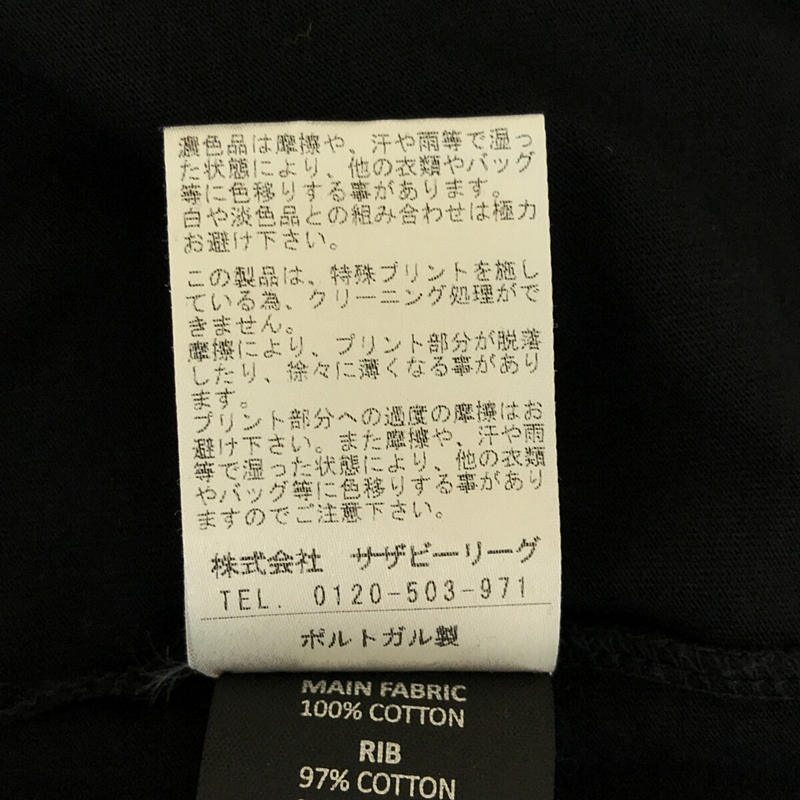 濃色品は摩擦や、汗や雨等で湿っ
た状態により、他の衣類やバッグ
等に色移りする事があります。
白や淡色品との組み合わせは極力
お避け下さい。
この製品は、特殊プリントを施し
ている為、クリーニング処理がで
きません。
摩擦により、プリント部分が脱落
したり、徐々に薄くなる事があり
ます。
プリント部分への過度の摩擦はお
避け下さい。また摩擦や、汗や雨
等で湿った状態により、他の衣類
やバッグ等に色移りする事があり
ますのでご注意下さい。
株式会社 サザビーリーグ
TEL. 0120-503-971
ポルトガル製
MAIN FABRIC
100% COTTON
RIB
97% COTTON